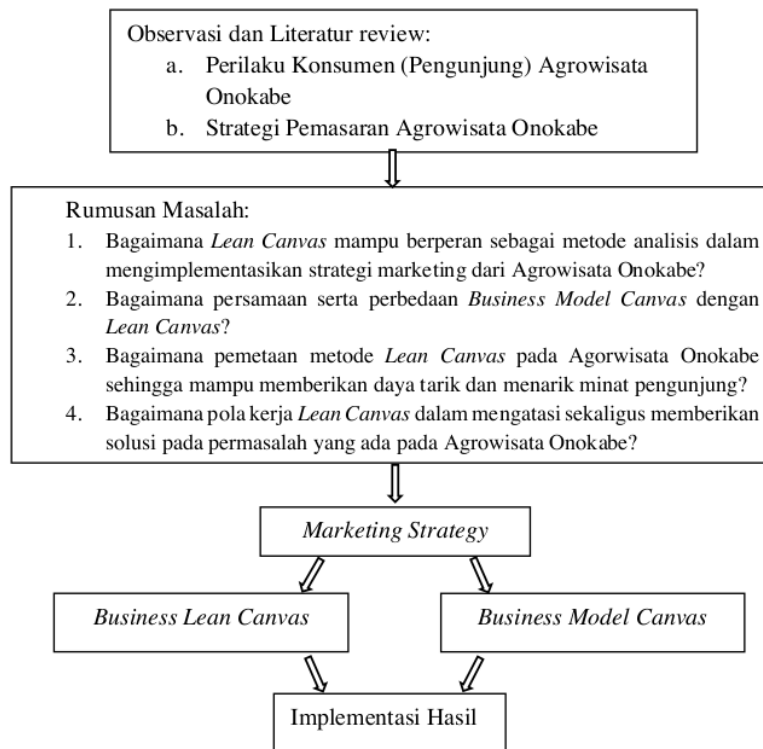 Observasi dan Literatur review:
a. Perilaku Konsumen (Pengunjung) Agrowisata
Onokabe
b. Strategi Pemasaran Agrowisata Onokabe
Rumusan Masalah:
1. Bagaimana Lean Canvas mampu berperan sebagai metode analisis dalam
mengimplementasikan strategi marketing dari Agrowisata Onokabe?
2. Bagaimana persamaan serta perbedaan Business Model Canvas dengan
Lean Canvas?
3. Bagaimana pemetaan metode Lean Canvas pada Agorwisata Onokabe
sehingga mampu memberikan daya tarik dan menarik minat pengunjung?
4. Bagaimana pola kerja Lean Canvas dalam mengatasi sekaligus memberikan
solusi pada permasalah yang ada pada Agrowisata Onokabe?
Marketing Strategy
Business Lean Canvas
Business Model Canvas
Implementasi Hasil